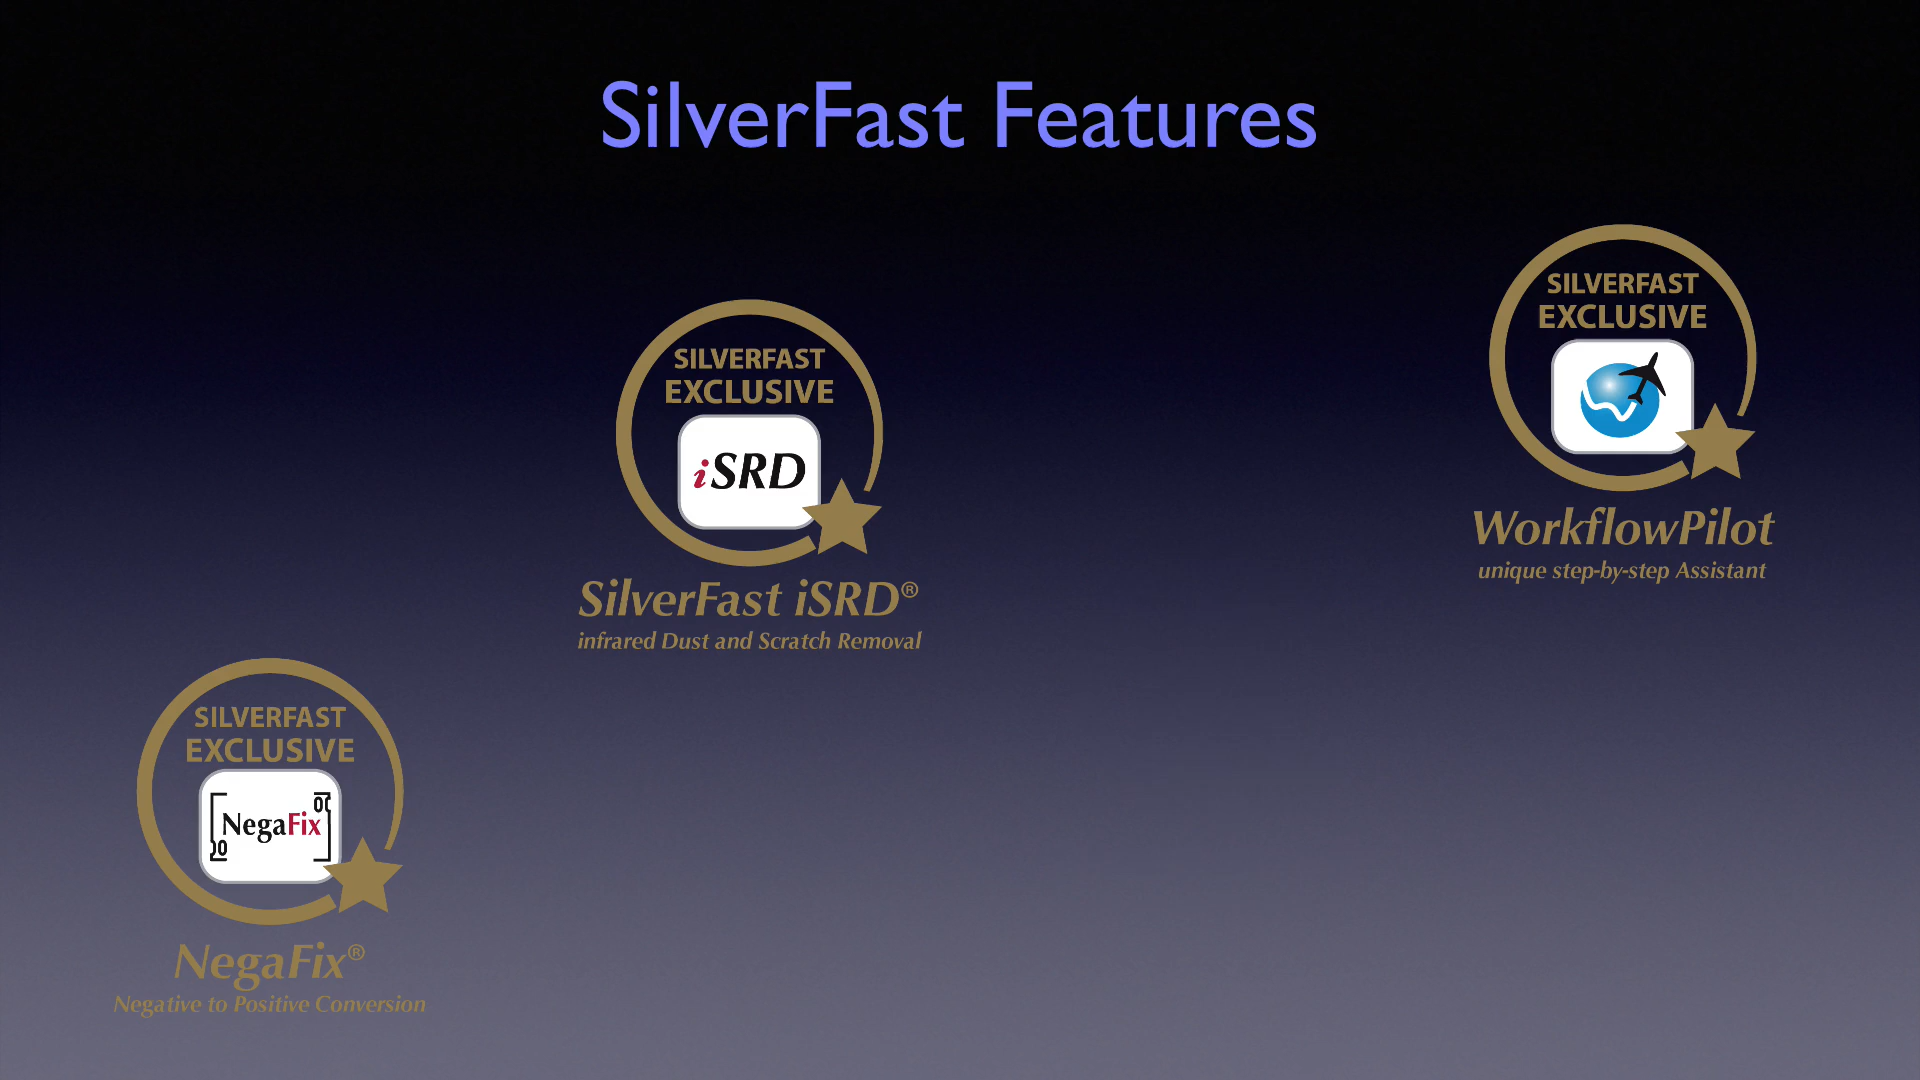 SilverFast Features
SILVERFAST
EXCLUSIVE
WorkflowPilot
unique step-by-step Assistant
SILVERFAST
EXCLUSIVE
iSRD
SilverFast iSRD®
infrared Dust and Scratch Removal
SILVERFAST
EXCLUSIVE
NegaFix
NegaFix®
Negative to Positive Conversion